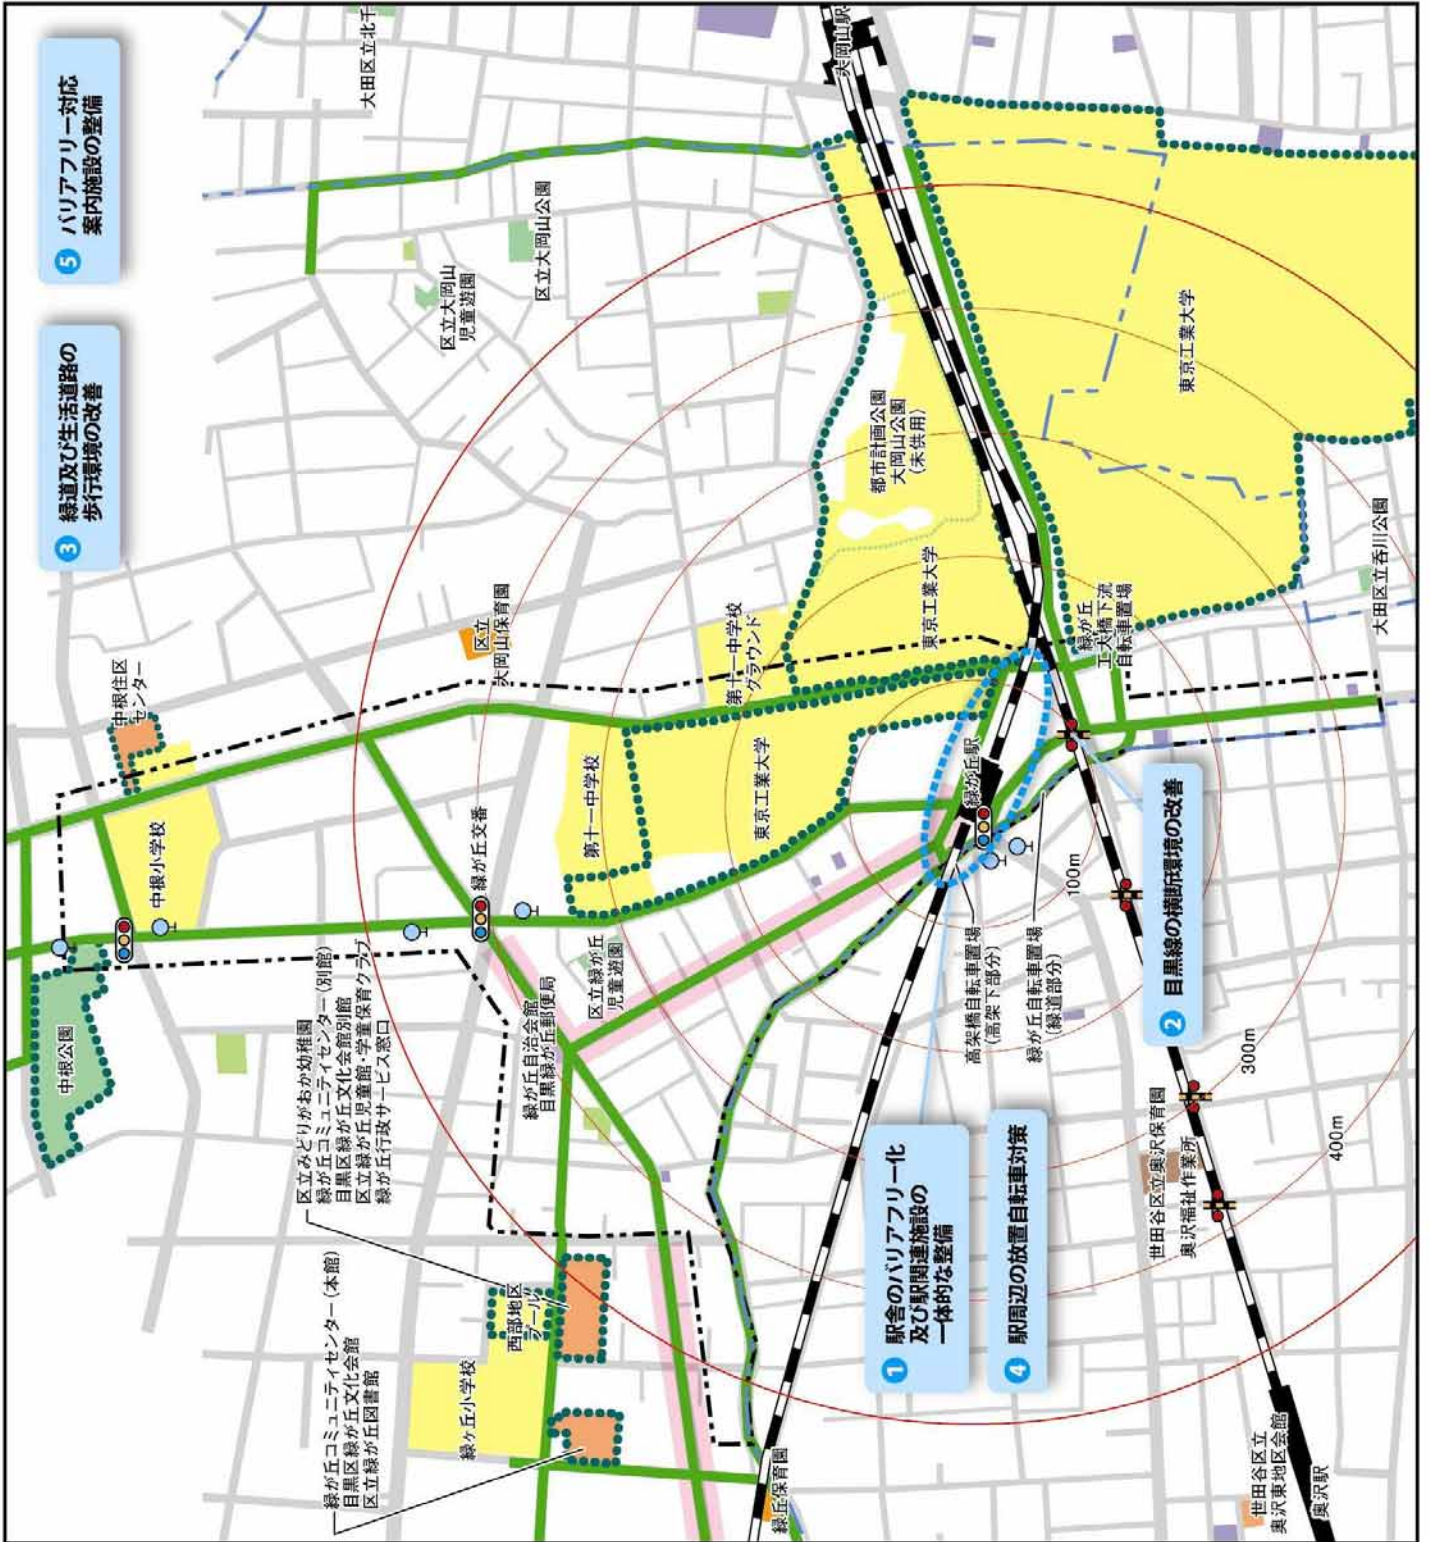 ⑤ バリアフリー対応
案内施設の整備
③ 緑道及び生活道路の
歩行環境の改善
大田区立北千
大岡山駅
区立大岡山公園
区立大岡山
児童遊園
東京工業大学
都市計画公園
大岡山公園
(未供用)
東京工業大学
大田区立呑川公園
区立
大岡山保育園
第十一中学校
グラウンド
緑が丘
工大橋下流
自転車置場
中根住区
センター
中根小学校
緑が丘交番
第十一中学校
東京工業大学
緑が丘駅
② 目黒線の横断環境の改善
100m
300m
400m
中根公園
区立緑が丘
児童遊園
高架橋自転車置場
(高架下部分)
緑が丘自転車置場
(緑道部分)
区立みどりがおか幼稚園
緑が丘コミュニティセンター(別館)
目黒区緑が丘文化会館別館
区立緑が丘児童館・学童保育クラブ
緑が丘行政サービス窓口
緑が丘自治会館
目黒緑が丘郵便局
① 駅舎のバリアフリー化
及び駅関連施設の
一体的な整備
④ 駅周辺の放置自転車対策
世田谷区立奥沢保育園
奥沢福祉作業所
西部地区
プール
緑が丘コミュニティセンター(本館)
目黒区緑が丘文化会館
区立緑が丘図書館
緑ヶ丘小学校
緑丘保育園
世田谷区立
奥沢東地区会館
奥沢駅